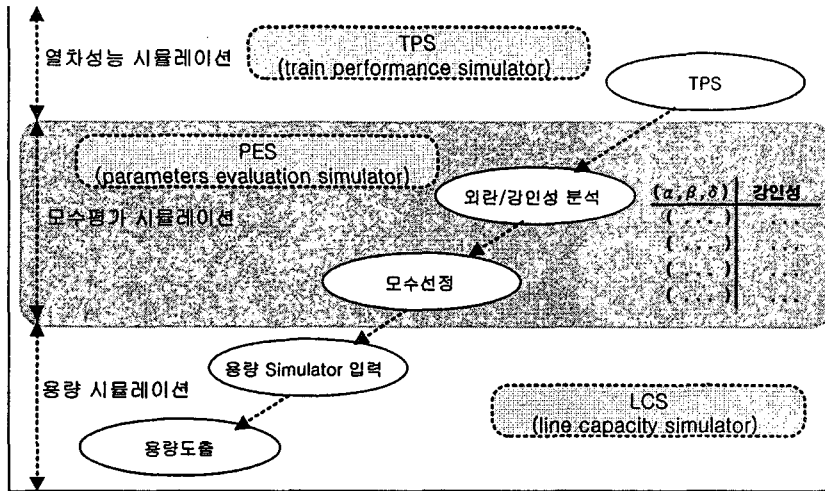 열차성능 시뮬레이션
TPS
(train performance simulator)
TPS
PES
(parameters evaluation simulator)
외란/강인성 분석
(α,β,δ) 강인성
(...) ...
(...) ...
(...) ...
(...) ...
모수평가 시뮬레이션
모수선정
용량 Simulator 입력
용량 시뮬레이션
LCS
(line capacity simulator)
용량도출